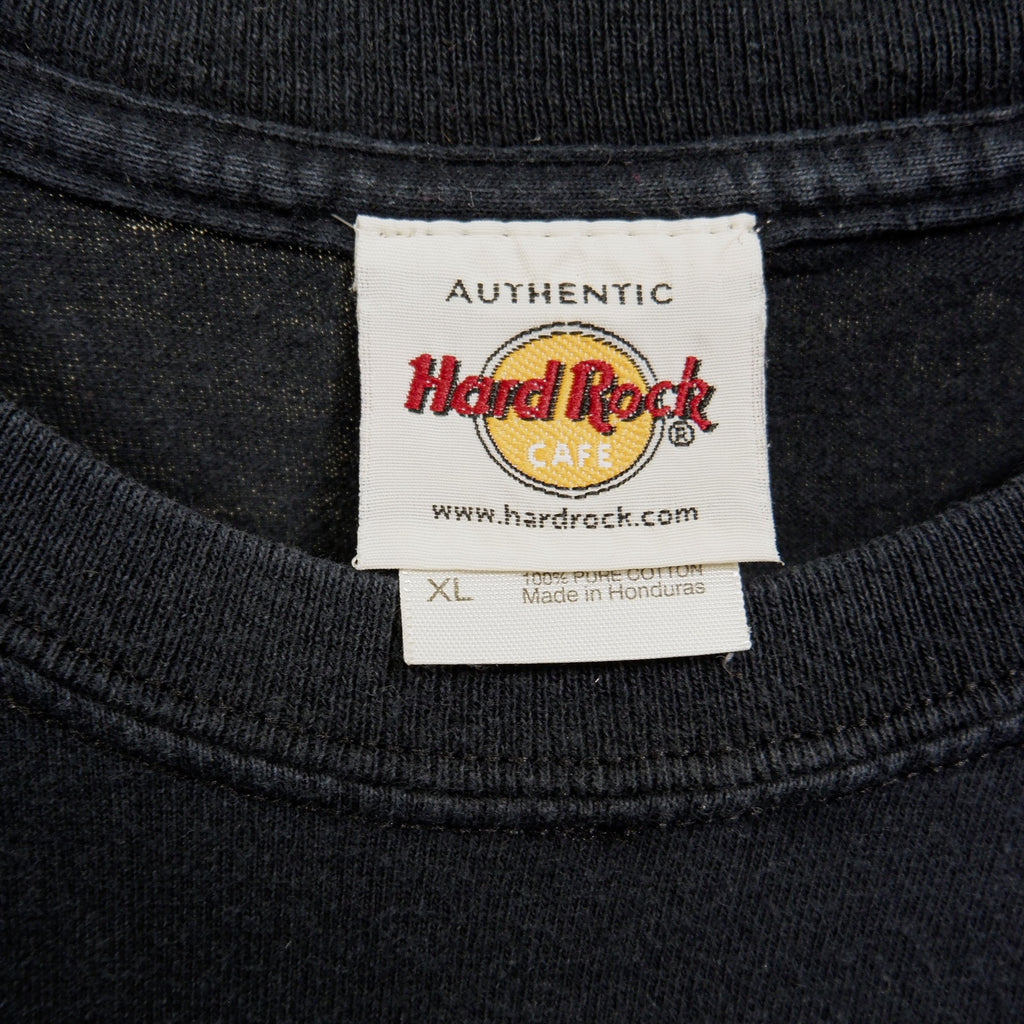 AUTHENTIC
Hard Rock
®
CAFE
www.hardrock.com
100% PURE COTTON
XL Made in Honduras